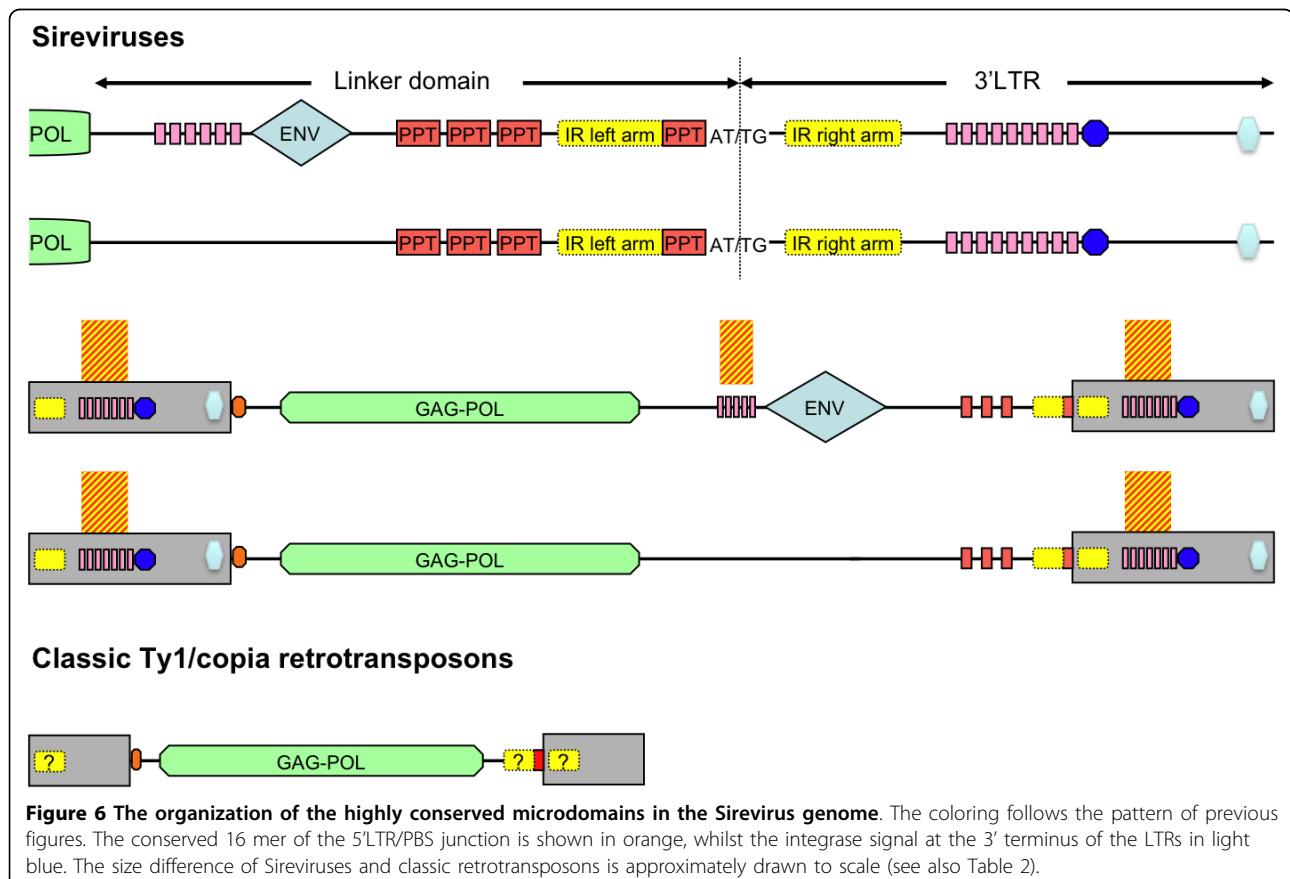 Sireviruses
Linker domain 3'LTR
POL ENV PPT PPT PPT IR left arm PPT AT/TG IR right arm
POL PPT PPT PPT IR left arm PPT AT/TG IR right arm
GAG-POL ENV
GAG-POL
Classic Ty1/copia retrotransposons
? GAG-POL ? ?
Figure 6 The organization of the highly conserved microdomains in the Sirevirus genome. The coloring follows the pattern of previous
figures. The conserved 16 mer of the 5'LTR/PBS junction is shown in orange, whilst the integrase signal at the 3' terminus of the LTRs in light
blue. The size difference of Sireviruses and classic retrotransposons is approximately drawn to scale (see also Table 2).